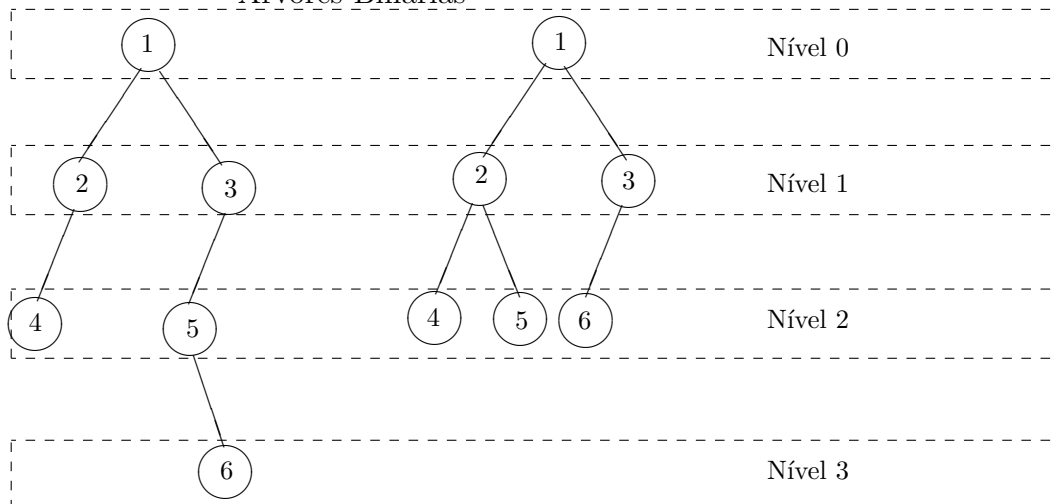 Árvores Binárias
1 1 Nível 0
2 3 2 3 Nível 1
4 5 4 5 6 Nível 2
6 Nível 3